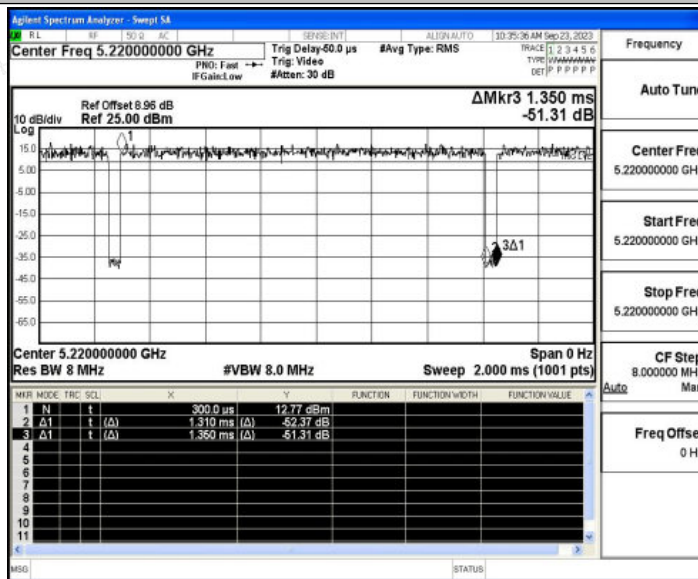 Agilent Spectrum Analyzer - Swept SA
RL RF 50 Ω AC SENSE:INT ALIGN AUTO 10:35:36 AM Sep 23, 2023
Center Freq 5.220000000 GHz
PNO: Fast
IFGain:Low
Trig Delay-50.0 µs
Trig: Video
#Atten: 30 dB
#Avg Type: RMS
TRACE 1 2 3 4 5 6
TYPE
DET P P P P P P
Frequency
Auto Tune
ΔMkr3 1.350 ms
-51.31 dB
Ref Offset 8.96 dB
10 dB/div Ref 25.00 dBm
Log
15.0
5.00
-5.00
-15.0
-25.0
-35.0
-45.0
-55.0
-65.0
1
3Δ1
Center Freq
5.220000000 GH
Start Freq
5.220000000 GH
Stop Freq
5.220000000 GH
CF Step
8.000000 MH
Auto Man
Freq Offset
0 H
Center 5.220000000 GHz Span 0 Hz
Res BW 8 MHz #VBW 8.0 MHz Sweep 2.000 ms (1001 pts)
MKR MODE TRC SCL X Y FUNCTION FUNCTION WIDTH FUNCTION VALUE
1 N t 300.0 µs 12.77 dBm
2 Δ1 t (Δ) 1.310 ms (Δ) -52.37 dB
3 Δ1 t (Δ) 1.350 ms (Δ) -51.31 dB
4
5
6
7
8
9
10
11
MSG STATUS